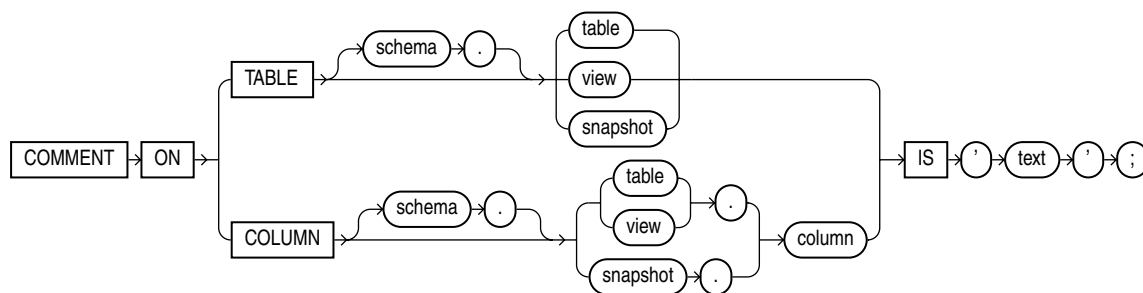 schema .
table
TABLE
view
snapshot
COMMENT ON
IS ’ text ’ ;
schema .
table
.
view
COLUMN
column
snapshot .